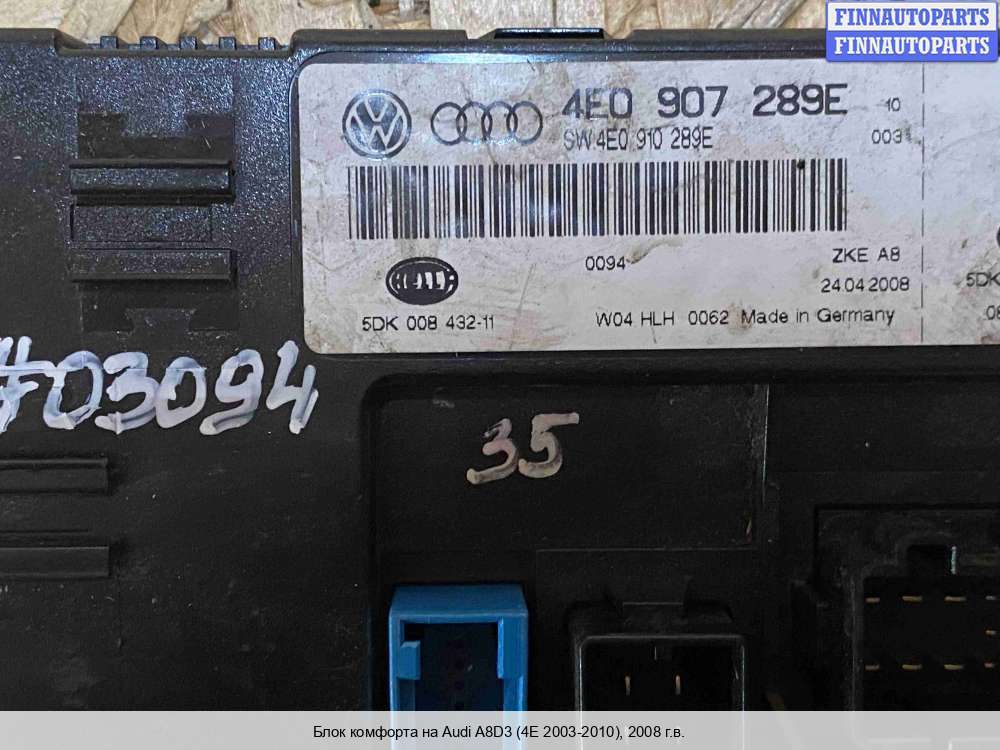 FINNAUTOPARTS
FINNAUTOPARTS
4E0 907 289E 10
SW 4E0 910 289E 003
0094
ZKE A8
24.04.2008
HELLA
5DK 008 432-11
W04 HLH 0062 Made in Germany
5DK
#03094
35
Блок комфорта на Audi A8D3 (4E 2003-2010), 2008 г.в.